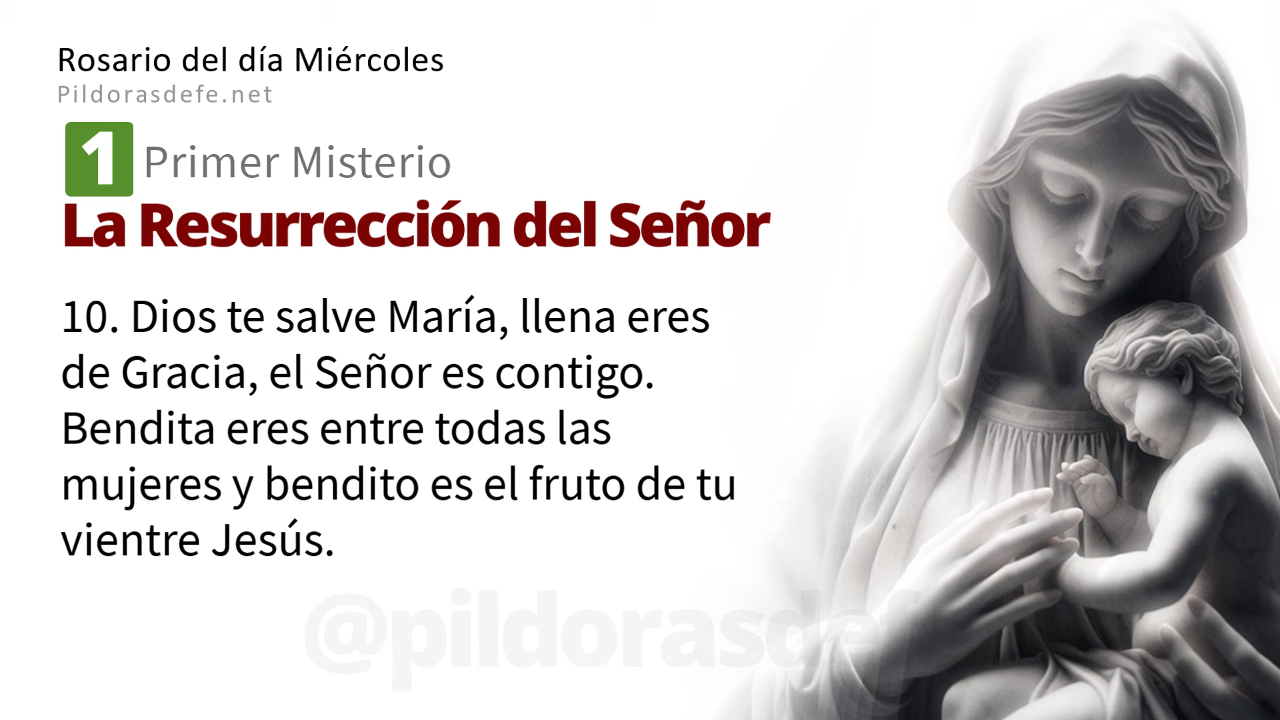 Rosario del día Miércoles
Pildorasdefe.net
1 Primer Misterio
La Resurrección del Señor
10. Dios te salve María, llena eres
de Gracia, el Señor es contigo.
Bendita eres entre todas las
mujeres y bendito es el fruto de tu
vientre Jesús.
@pildorasdef